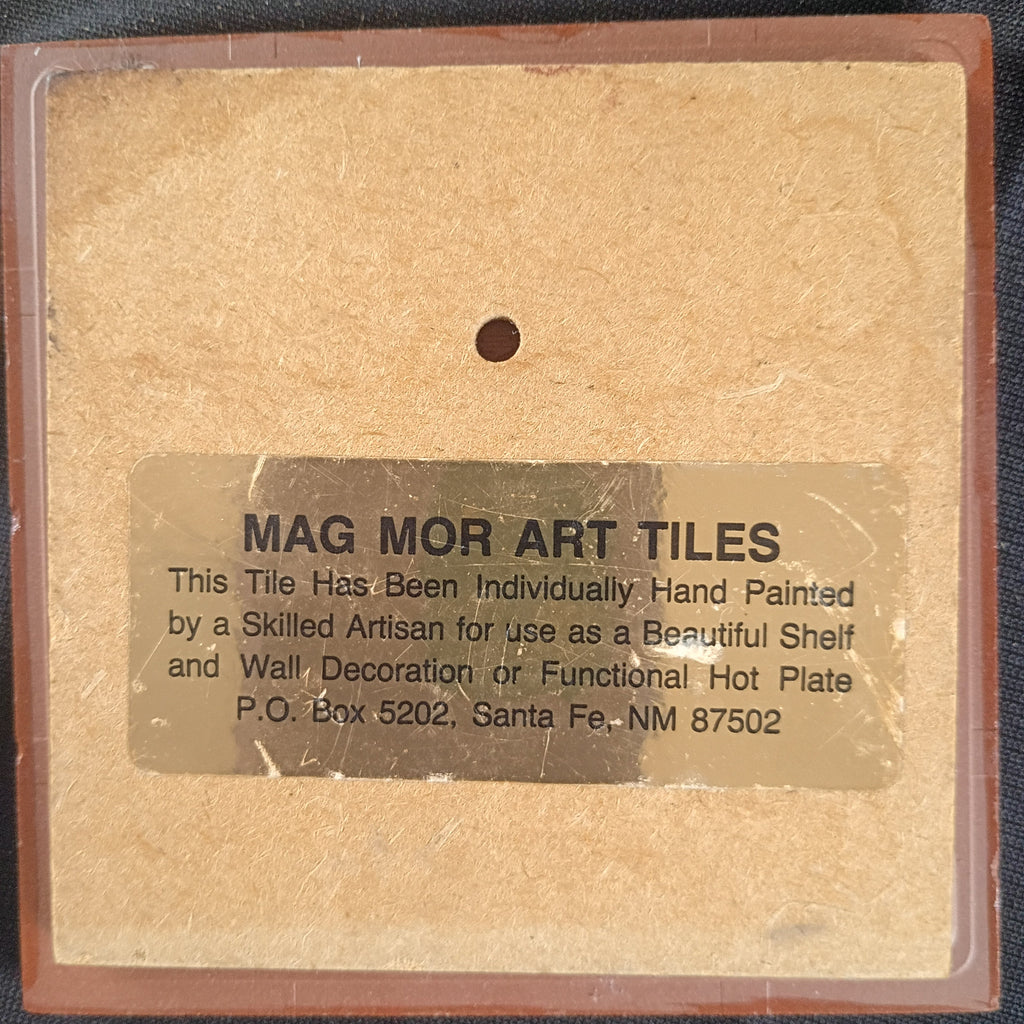 MAG MOR ART TILES
This Tile Has Been Individually Hand Painted
by a Skilled Artisan for use as a Beautiful Shelf
and Wall Decoration or Functional Hot Plate
P.O. Box 5202, Santa Fe, NM 87502